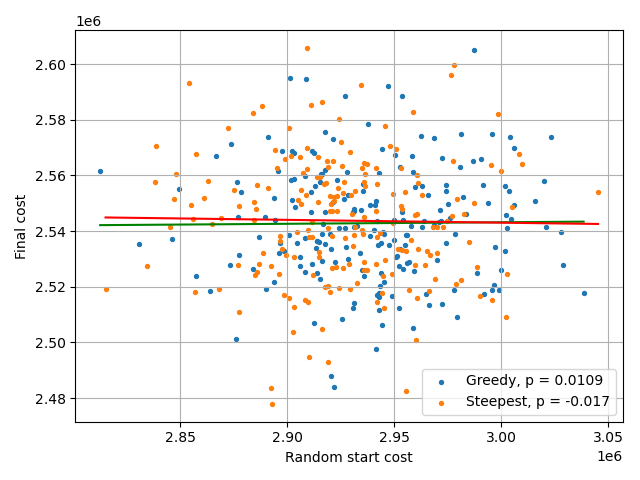 1e6
2.60
2.58
2.56
2.54
2.52
2.50
2.48
Final cost
Greedy, p = 0.0109
Steepest, p = -0.017
2.85
2.90
2.95
3.00
3.05
Random start cost
1e6